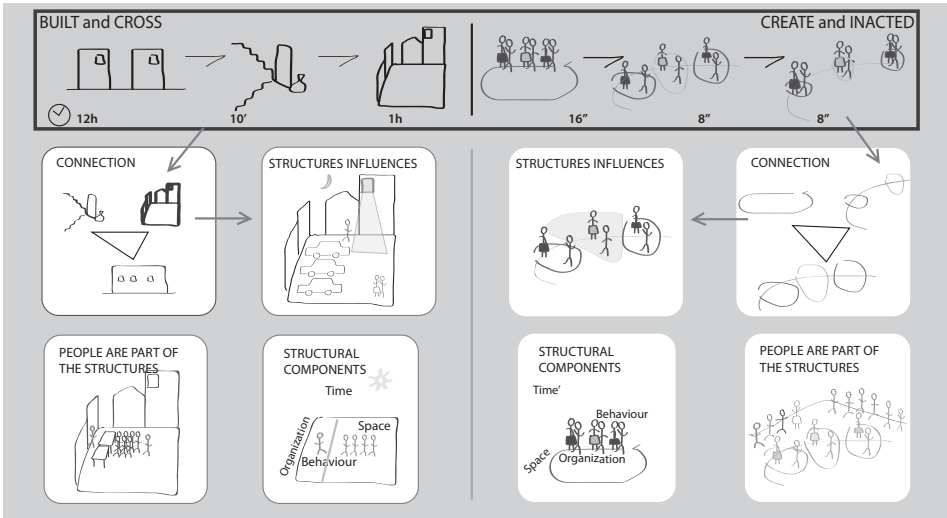 BUILT and CROSS
CREATE and INACTED
12h
10′
1h
16″
8″
8″
CONNECTION
STRUCTURES INFLUENCES
STRUCTURES INFLUENCES
CONNECTION
PEOPLE ARE PART OF
THE STRUCTURES
STRUCTURAL
COMPONENTS
Time
Organization
Space
Behaviour
STRUCTURAL
COMPONENTS
Time'
Behaviour
Space
Organization
PEOPLE ARE PART OF
THE STRUCTURES